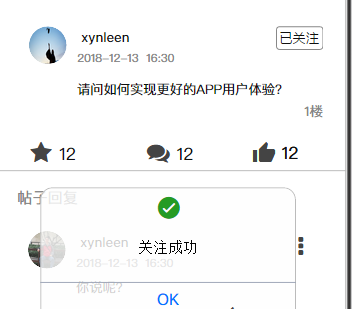 xynleen
已关注
2018-12-13 16:30
请问如何实现更好的APP用户体验?
1楼
12
12
12
帖子回复
关注成功
xynleen
2018-12-13 16:30
你说呢?
OK